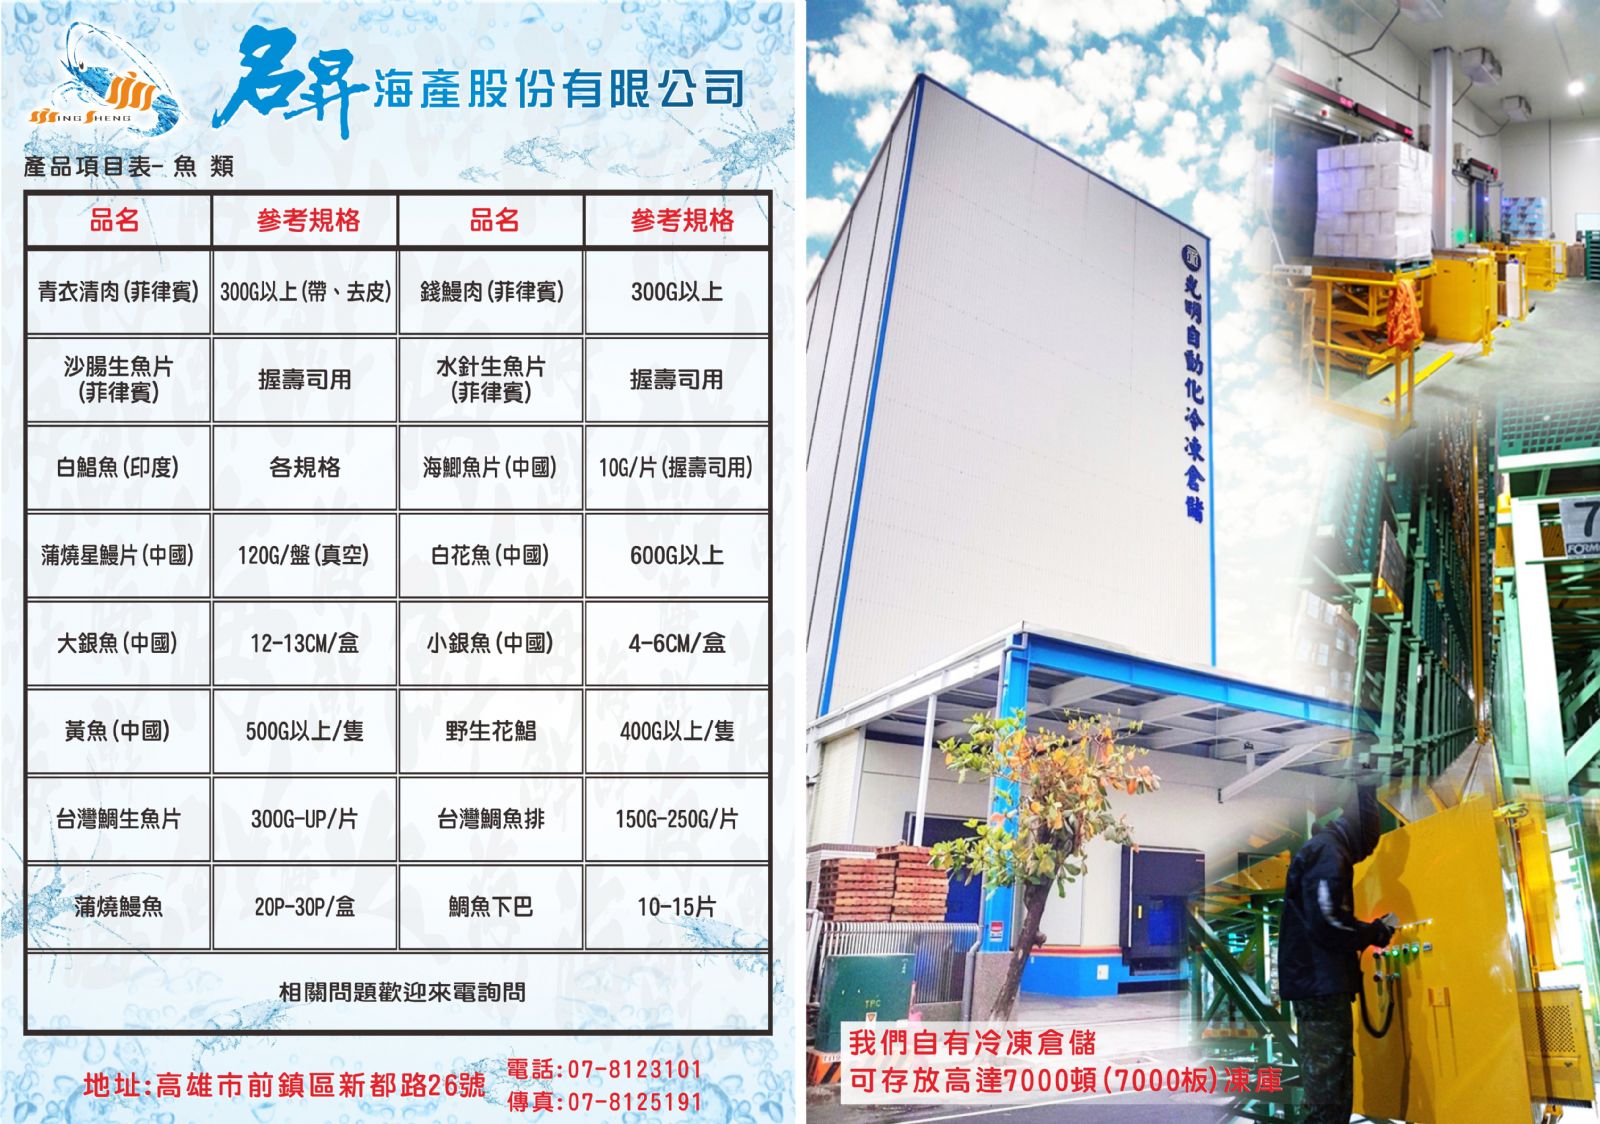 MING SHENG
名昇海產股份有限公司
產品項目表- 魚 類
品名 參考規格 品名 參考規格
青衣清肉(菲律賓) 300G以上(帶、去皮) 錢鰻肉(菲律賓) 300G以上
沙腸生魚片
(菲律賓)
握壽司用
水針生魚片
(菲律賓)
握壽司用
白鯧魚(印度) 各規格 海鯽魚片(中國) 10G/片(握壽司用)
蒲燒星鰻片(中國) 120G/盤(真空) 白花魚(中國) 600G以上
大銀魚(中國) 12-13CM/盒 小銀魚(中國) 4-6CM/盒
黃魚(中國) 500G以上/隻 野生花鯧 400G以上/隻
台灣鯛生魚片 300G-UP/片 台灣鯛魚排 150G-250G/片
蒲燒鰻魚 20P-30P/盒 鯛魚下巴 10-15片
相關問題歡迎來電詢問
地址:高雄市前鎮區新都路26號
電話:07-8123101
傳真:07-8125191
光明自動化冷凍倉儲
7
FORM
TPC
我們自有冷凍倉儲
可存放高達7000頓(7000板)凍庫